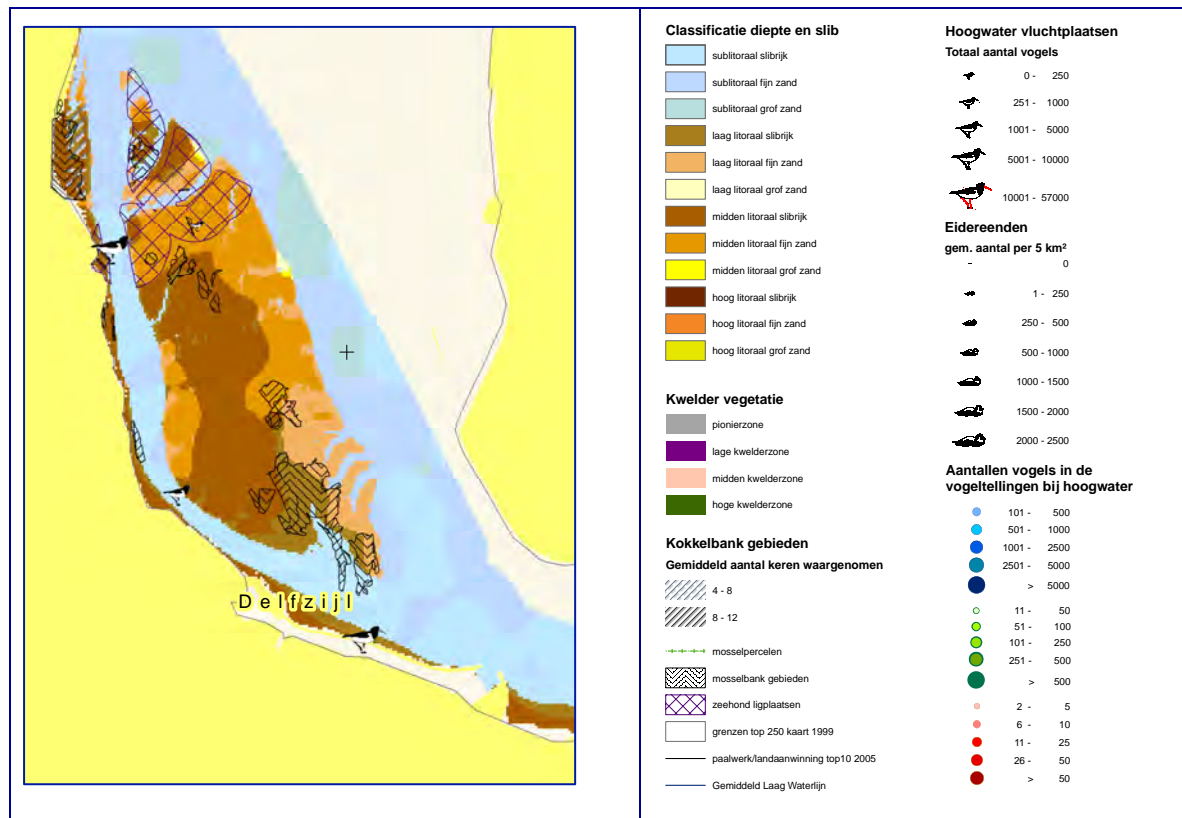 Delfzijl
Classificatie diepte en slib
sublitoraal slibrijk
sublitoraal fijn zand
sublitoraal grof zand
laag litoraal slibrijk
laag litoraal fijn zand
laag litoraal grof zand
midden litoraal slibrijk
midden litoraal fijn zand
midden litoraal grof zand
hoog litoraal slibrijk
hoog litoraal fijn zand
hoog litoraal grof zand
Kwelder vegetatie
pionierzone
lage kwelderzone
midden kwelderzone
hoge kwelderzone
Kokkelbank gebieden
Gemiddeld aantal keren waargenomen
4 - 8
8 - 12
mosselpercelen
mosselbank gebieden
zeehond ligplaatsen
grenzen top 250 kaart 1999
paalwerk/landaanwinning top10 2005
Gemiddeld Laag Waterlijn
Hoogwater vluchtplaatsen
Totaal aantal vogels
0 - 250
251 - 1000
1001 - 5000
5001 - 10000
10001 - 57000
Eidereenden
gem. aantal per 5 km²
0
1 - 250
250 - 500
500 - 1000
1000 - 1500
1500 - 2000
2000 - 2500
Aantallen vogels in de
vogeltellingen bij hoogwater
101 - 500
501 - 1000
1001 - 2500
2501 - 5000
> 5000
11 - 50
51 - 100
101 - 250
251 - 500
> 500
2 - 5
6 - 10
11 - 25
26 - 50
> 50